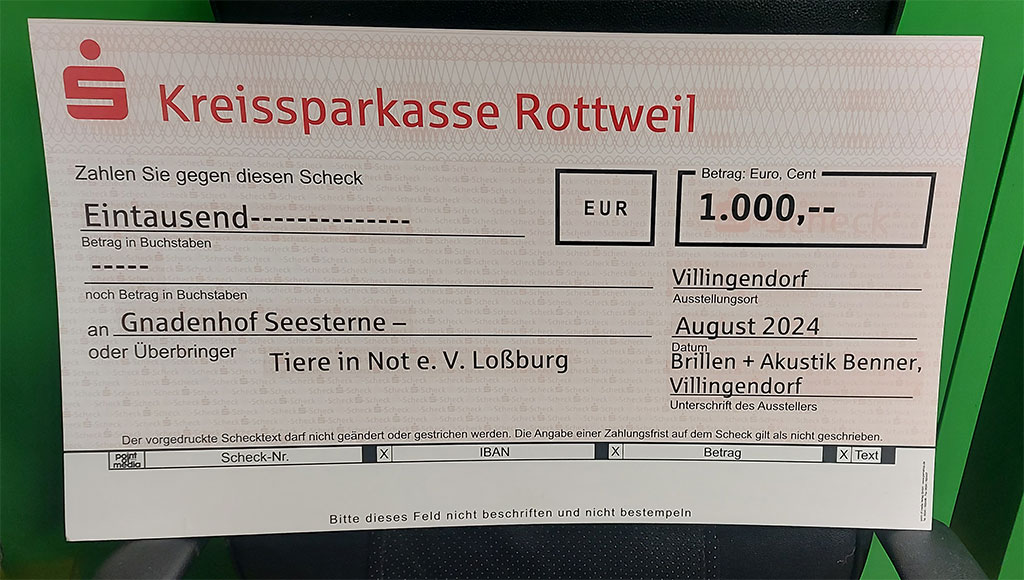 Kreissparkasse Rottweil
Zahlen Sie gegen diesen Scheck
Betrag: Euro, Cent
EUR
1.000,--
Eintausend--------------
Betrag in Buchstaben
-----
Villingendorf
noch Betrag in Buchstaben
Ausstellungsort
an Gnadenhof Seesterne –
August 2024
oder Überbringer
Datum
Tiere in Not e. V. Loßburg
Brillen + Akustik Benner,
Villingendorf
Unterschrift des Ausstellers
Der vorgedruckte Schecktext darf nicht geändert oder gestrichen werden. Die Angabe einer Zahlungsfrist auf dem Scheck gilt als nicht geschrieben.
point of media
Scheck-Nr. X IBAN X Betrag X Text
Bitte dieses Feld nicht beschriften und nicht bestempeln